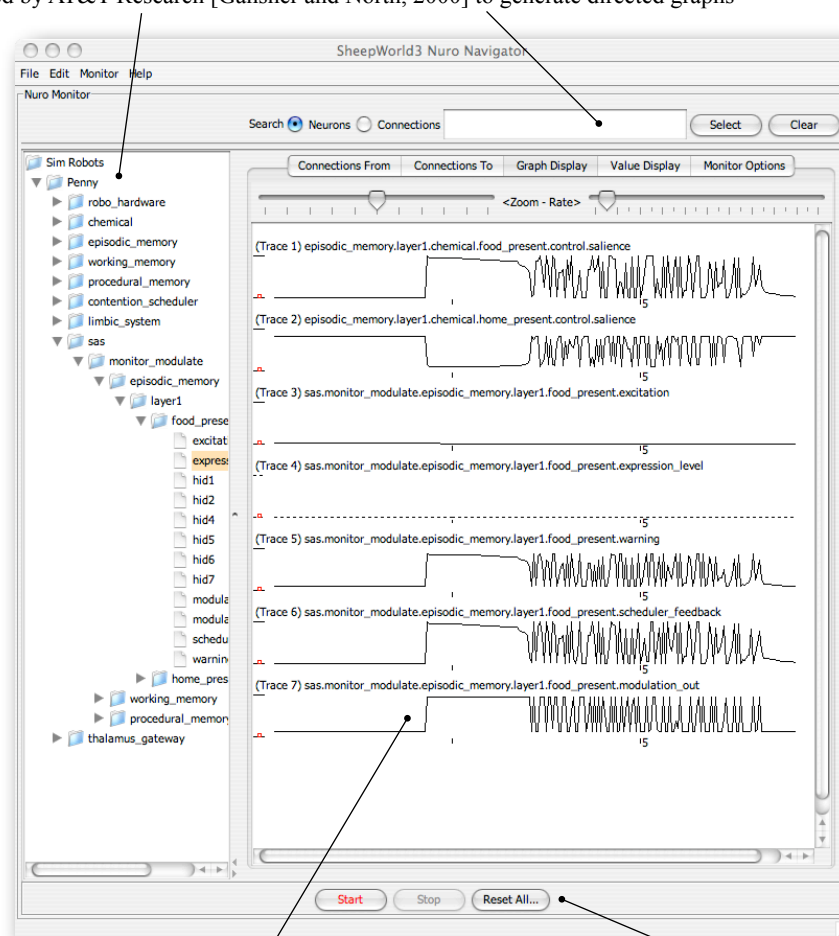 by AT&T Research [Gansner and North, 2000] to generate directed graphs
SheepWorld3 Nuro Navigator
File Edit Monitor Help
Nuro Monitor
Search Neurons Connections Select Clear
Connections From Connections To Graph Display Value Display Monitor Options
<Zoom - Rate>
Sim Robots
Penny
robo_hardware
chemical
episodic_memory
working_memory
procedural_memory
contention_scheduler
limbic_system
sas
monitor_modulate
episodic_memory
layer1
food_prese
excitat
express
hid1
hid2
hid4
hid5
hid6
hid7
modula
modula
schedu
warnin
home_pres
working_memory
procedural_memory
thalamus_gateway
(Trace 1) episodic_memory.layer1.chemical.food_present.control.salience
'5
(Trace 2) episodic_memory.layer1.chemical.home_present.control.salience
'5
(Trace 3) sas.monitor_modulate.episodic_memory.layer1.food_present.excitation
'5
(Trace 4) sas.monitor_modulate.episodic_memory.layer1.food_present.expression_level
'5
(Trace 5) sas.monitor_modulate.episodic_memory.layer1.food_present.warning
'5
(Trace 6) sas.monitor_modulate.episodic_memory.layer1.food_present.scheduler_feedback
'5
(Trace 7) sas.monitor_modulate.episodic_memory.layer1.food_present.modulation_out
'5
Start Stop Reset All...